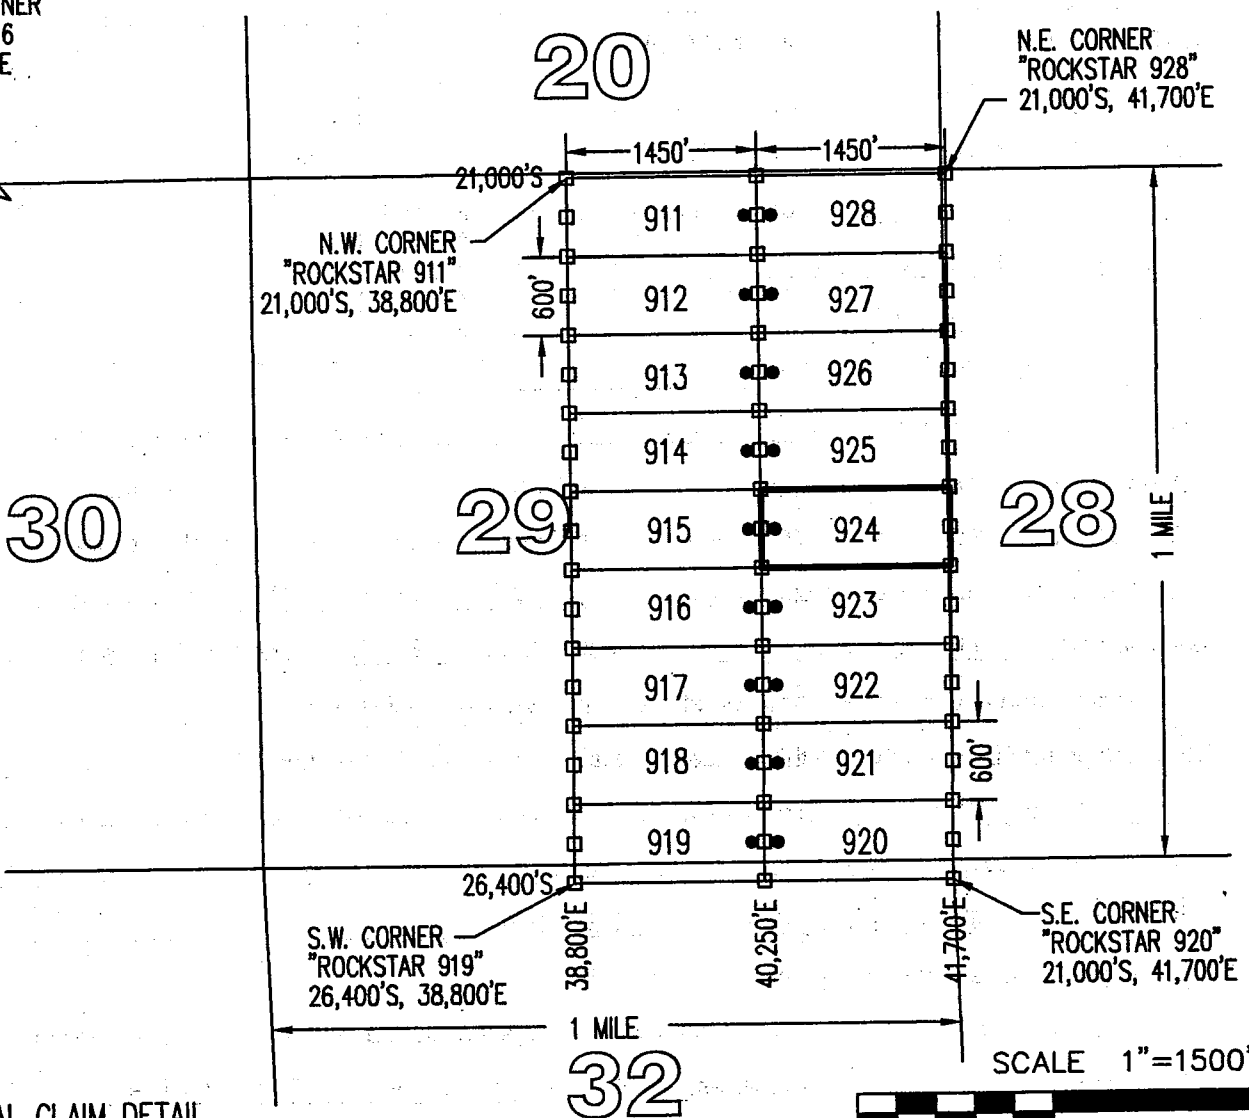 NER
6
E
20
N.E. CORNER
"ROCKSTAR 928"
21,000'S, 41,700'E
1450' 1450'
21,000'S
N.W. CORNER
"ROCKSTAR 911"
21,000'S, 38,800'E
600'
911 928
912 927
913 926
914 925
915 924
916 923
917 922
918 921
919 920
30
29
28
1 MILE
600'
26,400'S
S.W. CORNER
"ROCKSTAR 919"
26,400'S, 38,800'E
38,800'E
40,250'E
41,700'E
S.E. CORNER
"ROCKSTAR 920"
21,000'S, 41,700'E
1 MILE
32
SCALE 1"=1500'
AL CLAIM DETAIL